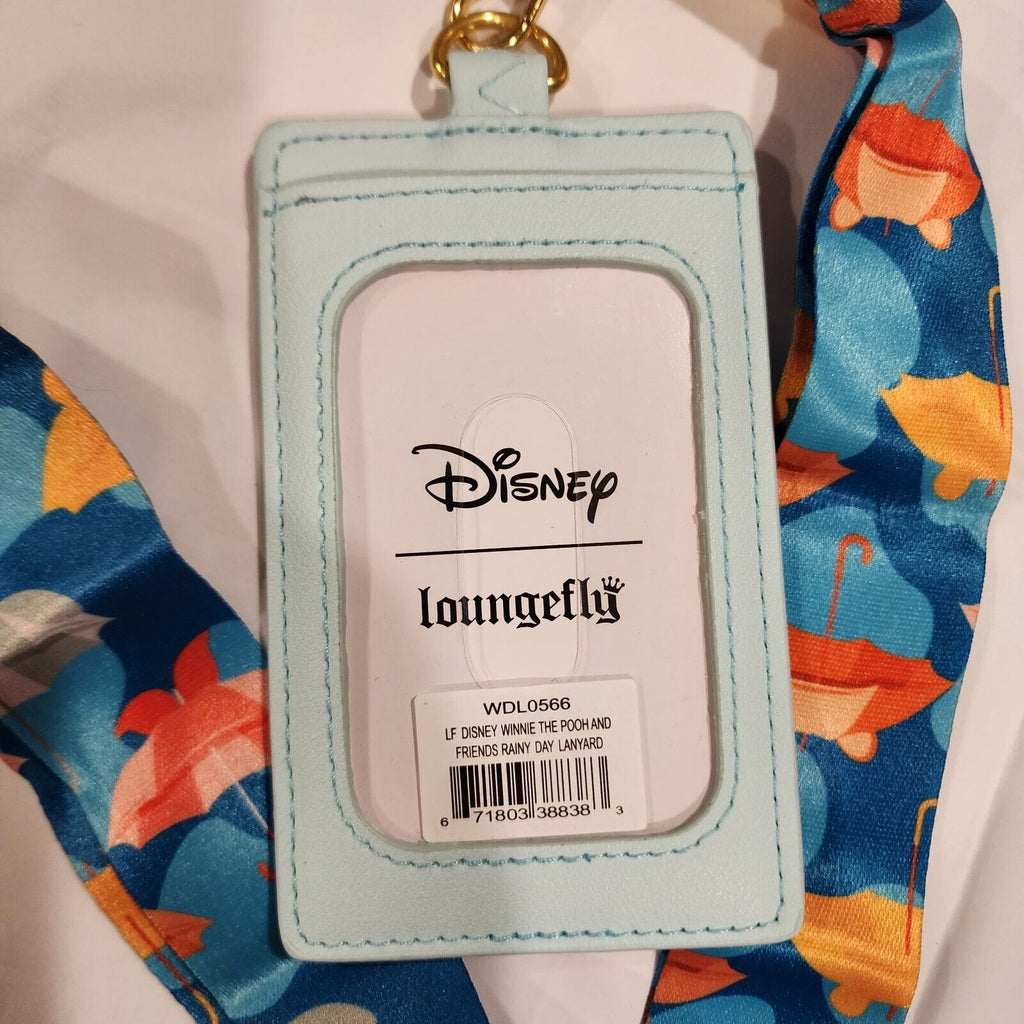 Disney
loungefly
WDL0566
LF DISNEY WINNIE THE POOH AND
FRIENDS RAINY DAY LANYARD
6 71803 38838 3